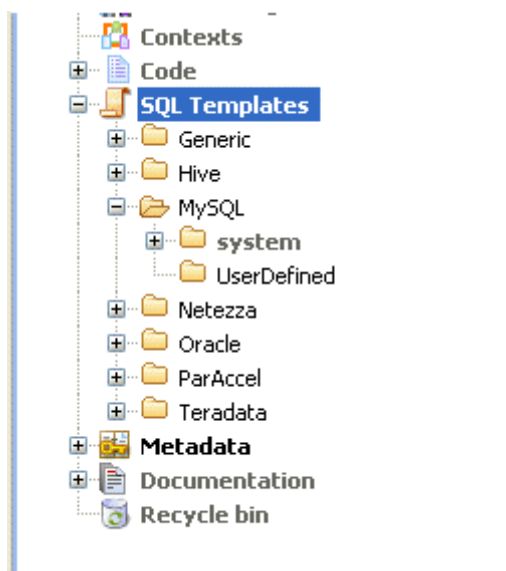 Contexts
Code
SQL Templates
Generic
Hive
MySQL
system
UserDefined
Netezza
Oracle
ParAccel
Teradata
Metadata
Documentation
Recycle bin